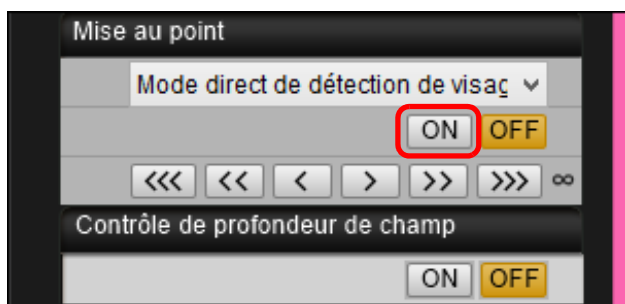 Mise au point
Mode direct de détection de visag
ON OFF
<<< << < > >> >>> ∞
Contrôle de profondeur de champ
ON OFF